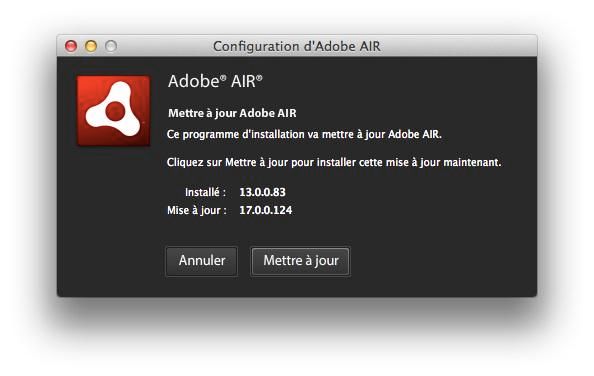 Configuration d'Adobe AIR
Adobe® AIR®
Mettre à jour Adobe AIR
Ce programme d'installation va mettre à jour Adobe AIR.
Cliquez sur Mettre à jour pour installer cette mise à jour maintenant.
Installé : 13.0.0.83
Mise à jour : 17.0.0.124
Annuler Mettre à jour